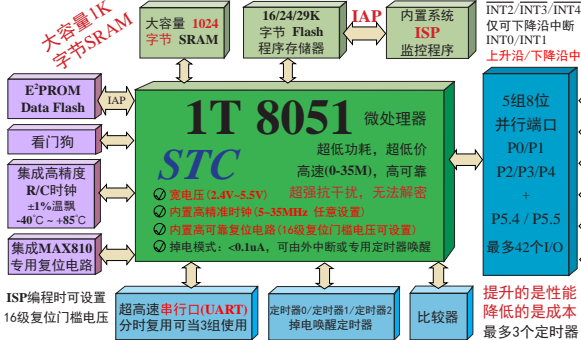 大容量1K
字节SRAM
大容量 1024
字节 SRAM
16/24/29K
字节 Flash
程序存储器
IAP
内置系统
ISP
监控程序
INT2/INT3/INT4
仅可下降沿中断
INT0/INT1
上升沿/下降沿中
E²PROM
Data Flash
IAP
看门狗
集成高精度
R/C时钟
±1%温飘
-40℃ ~ +85℃
集成MAX810
专用复位电路
1T 8051 微处理器
STC
超低功耗，超低价
高速(0-35M)，高可靠
超强抗干扰，无法解密
宽电压(2.4V~5.5V)
内置高精准时钟(5~35MHz 任意设置)
内置高可靠复位电路(16级复位门槛电压可设置)
掉电模式：<0.1uA，可由外中断或专用定时器唤醒
5组8位
并行端口
P0/P1
P2/P3/P4
+
P5.4 / P5.5
最多42个I/O
ISP编程时可设置
16级复位门槛电压
超高速串行口(UART)
分时复用可当3组使用
定时器0/定时器1/定时器2
掉电唤醒定时器
比较器
提升的是性能
降低的是成本
最多3个定时器